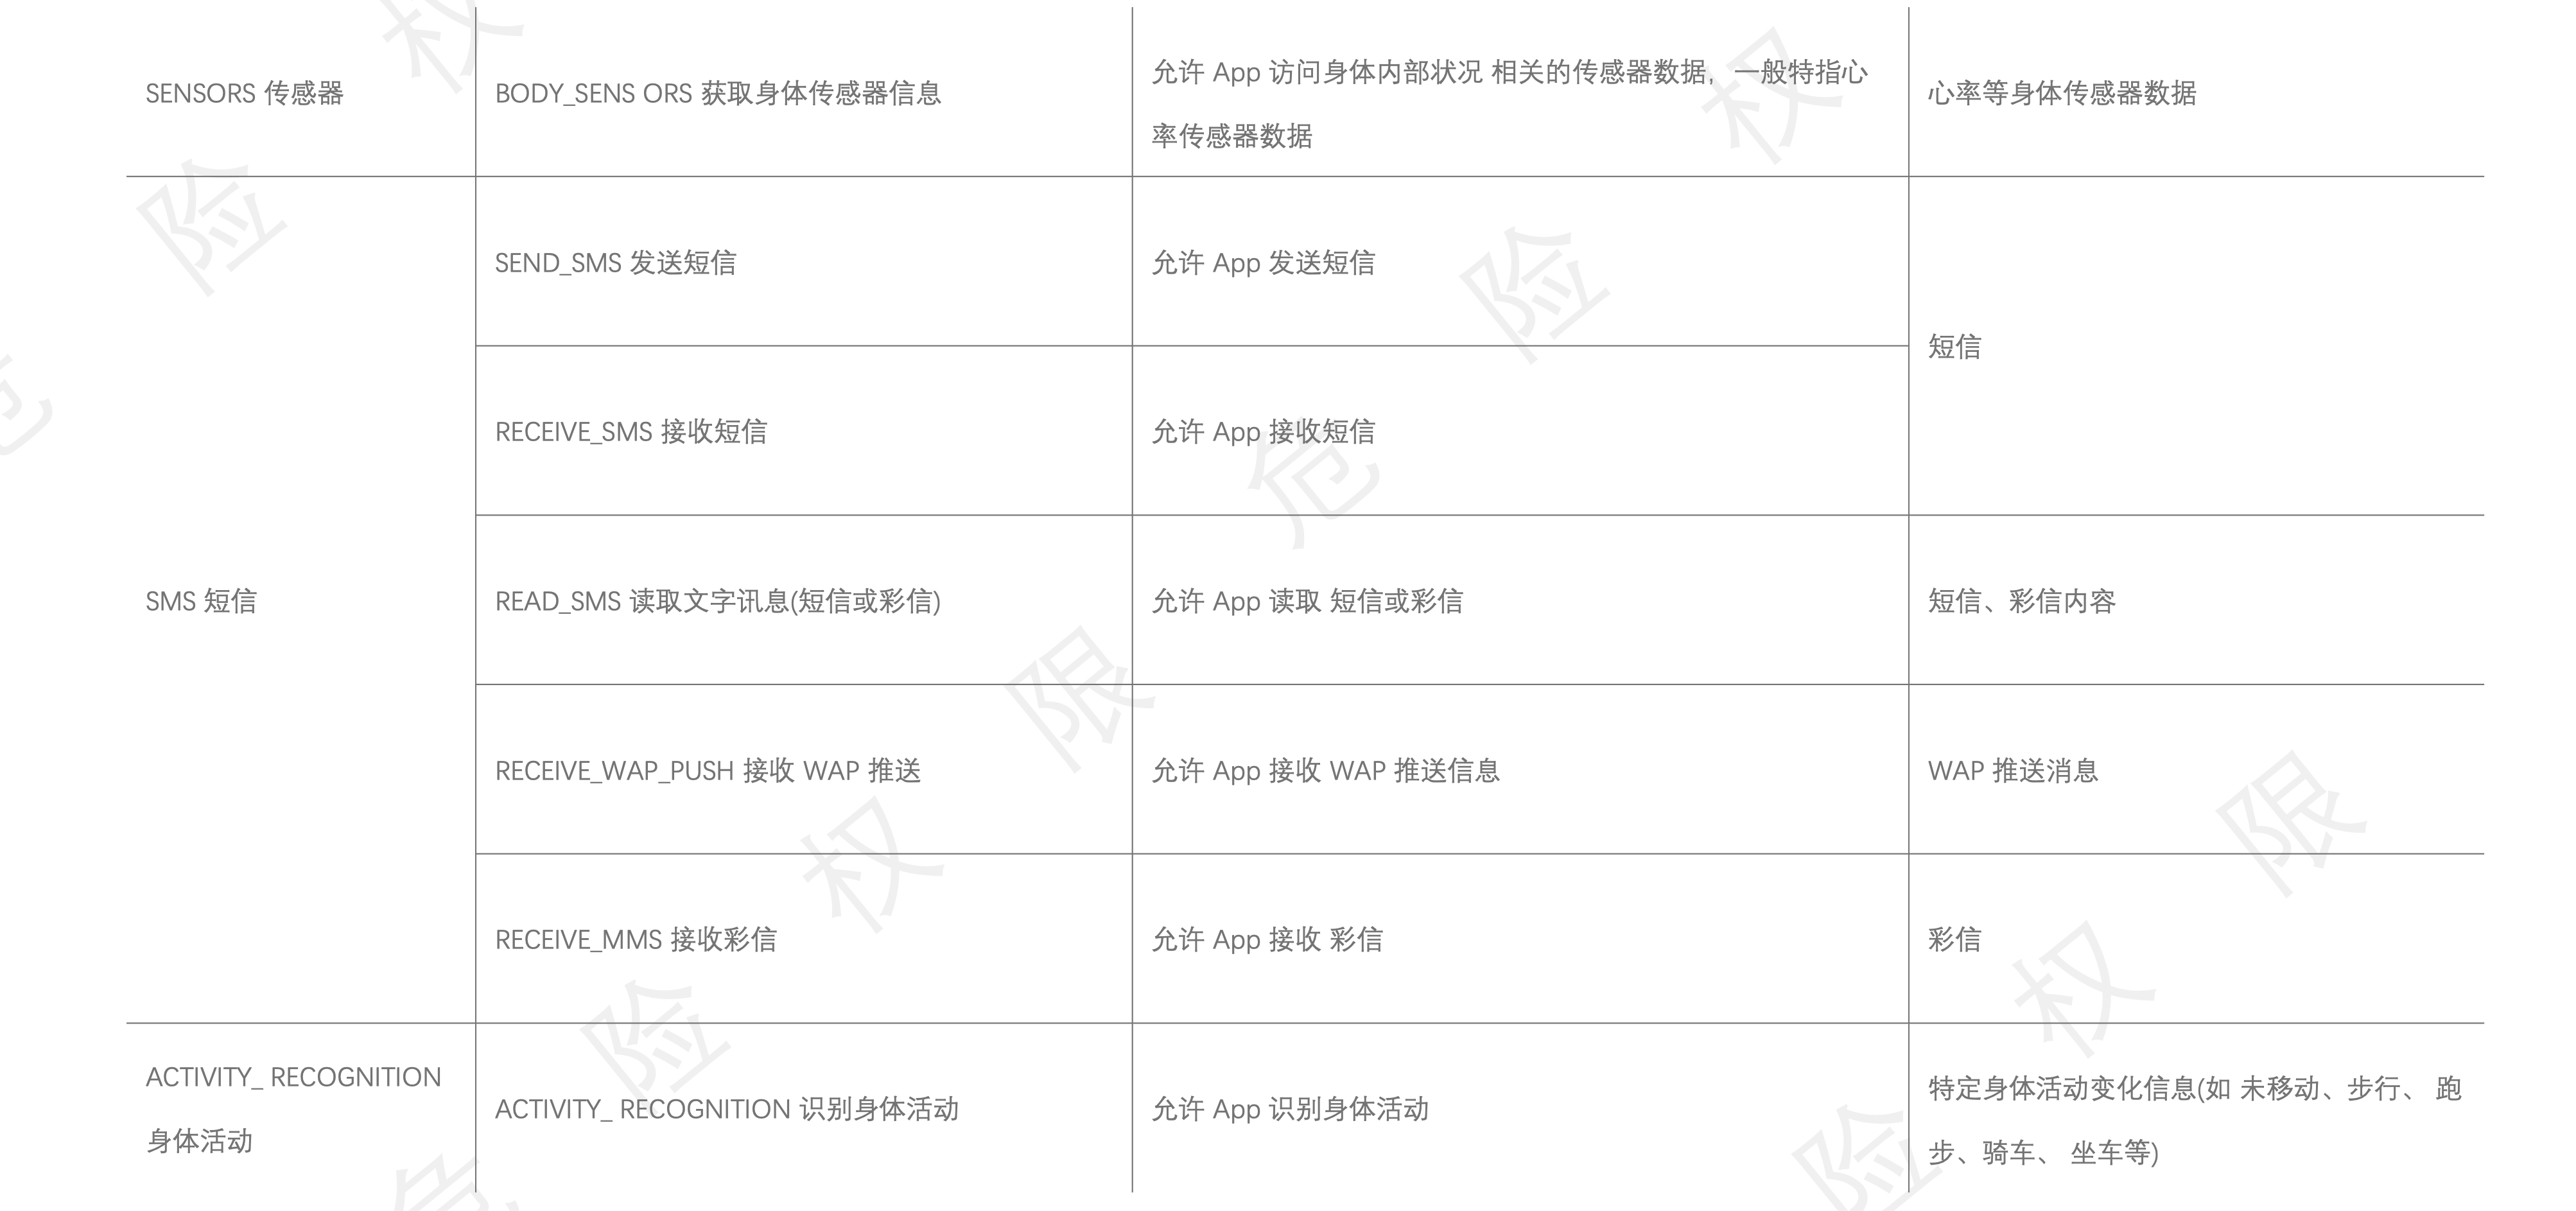 SENSORS 传感器
BODY_SENS ORS 获取身体传感器信息
允许 App 访问身体内部状况 相关的传感器数据, 一般特指心
率传感器数据
心率等身体传感器数据
SMS 短信
SEND_SMS 发送短信
允许 App 发送短信
短信
RECEIVE_SMS 接收短信
允许 App 接收短信
READ_SMS 读取文字讯息(短信或彩信)
允许 App 读取 短信或彩信
短信、彩信内容
RECEIVE_WAP_PUSH 接收 WAP 推送
允许 App 接收 WAP 推送信息
WAP 推送消息
RECEIVE_MMS 接收彩信
允许 App 接收 彩信
彩信
ACTIVITY_ RECOGNITION
身体活动
ACTIVITY_ RECOGNITION 识别身体活动
允许 App 识别身体活动
特定身体活动变化信息(如 未移动、步行、 跑
步、骑车、 坐车等)
危 险 权
危 险 权 限
危 险 权
险 权 限